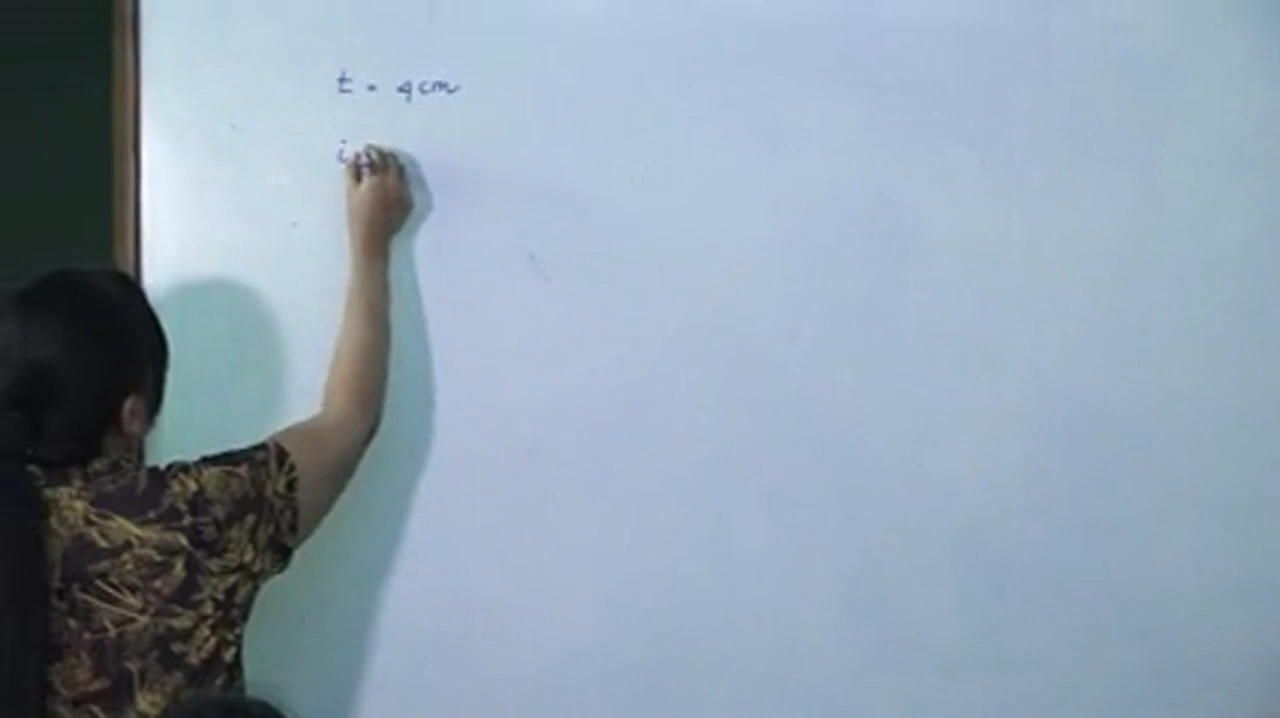 t = 4cm
i